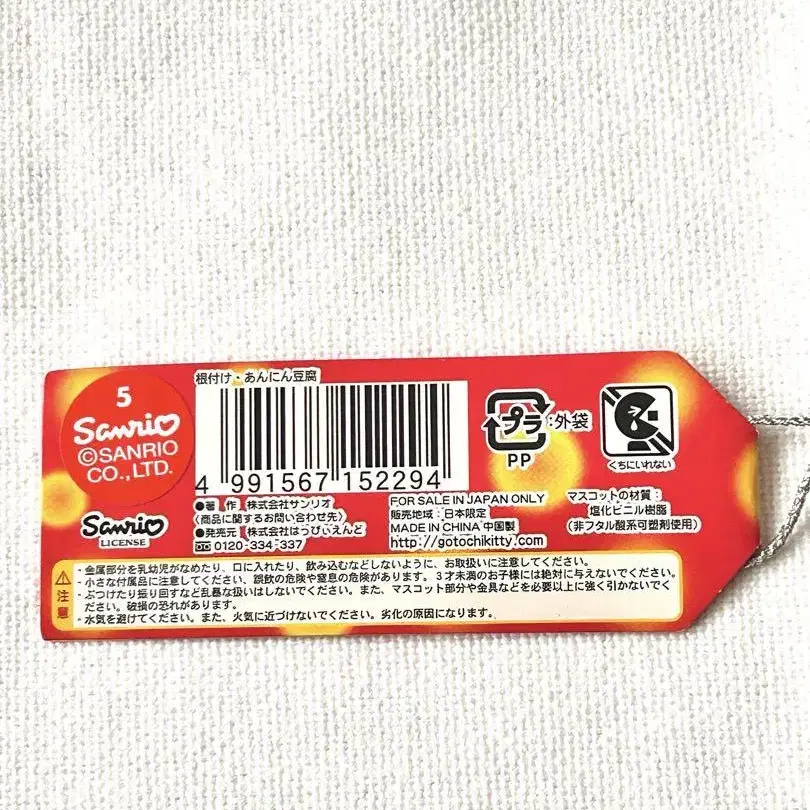 5
Sanrio
©SANRIO
CO., LTD.
Sanrio
LICENSE
根付け・あんにん豆腐
4 991567 152294
●著 作 株式会社サンリオ
〈商品に関するお問い合わせ先〉
●発売元 株式会社はっぴぃえんど
0120-334-337
プラ:外袋
PP
くちにいれない
FOR SALE IN JAPAN ONLY
販売地域：日本限定
MADE IN CHINA 中国製
http://gotochikitty.com
マスコットの材質：
塩化ビニル樹脂
(非フタル酸系可塑剤使用)
注意
・金属部分を乳幼児がなめたり、口に入れたり、飲み込むなどしないように、お取扱いに注意してください。
・小さな付属品に注意してください、誤飲の危険や窒息の危険があります。3才未満のお子様には絶対に与えないでください。
・ぶつけたり振り回すなど乱暴な扱いはしないでください。また、マスコット部分や金具などを必要以上に強く引かないでく
ださい。破損の恐れがあります。
・水気を避けてください。また、火気に近づけないでください。劣化の原因になります。